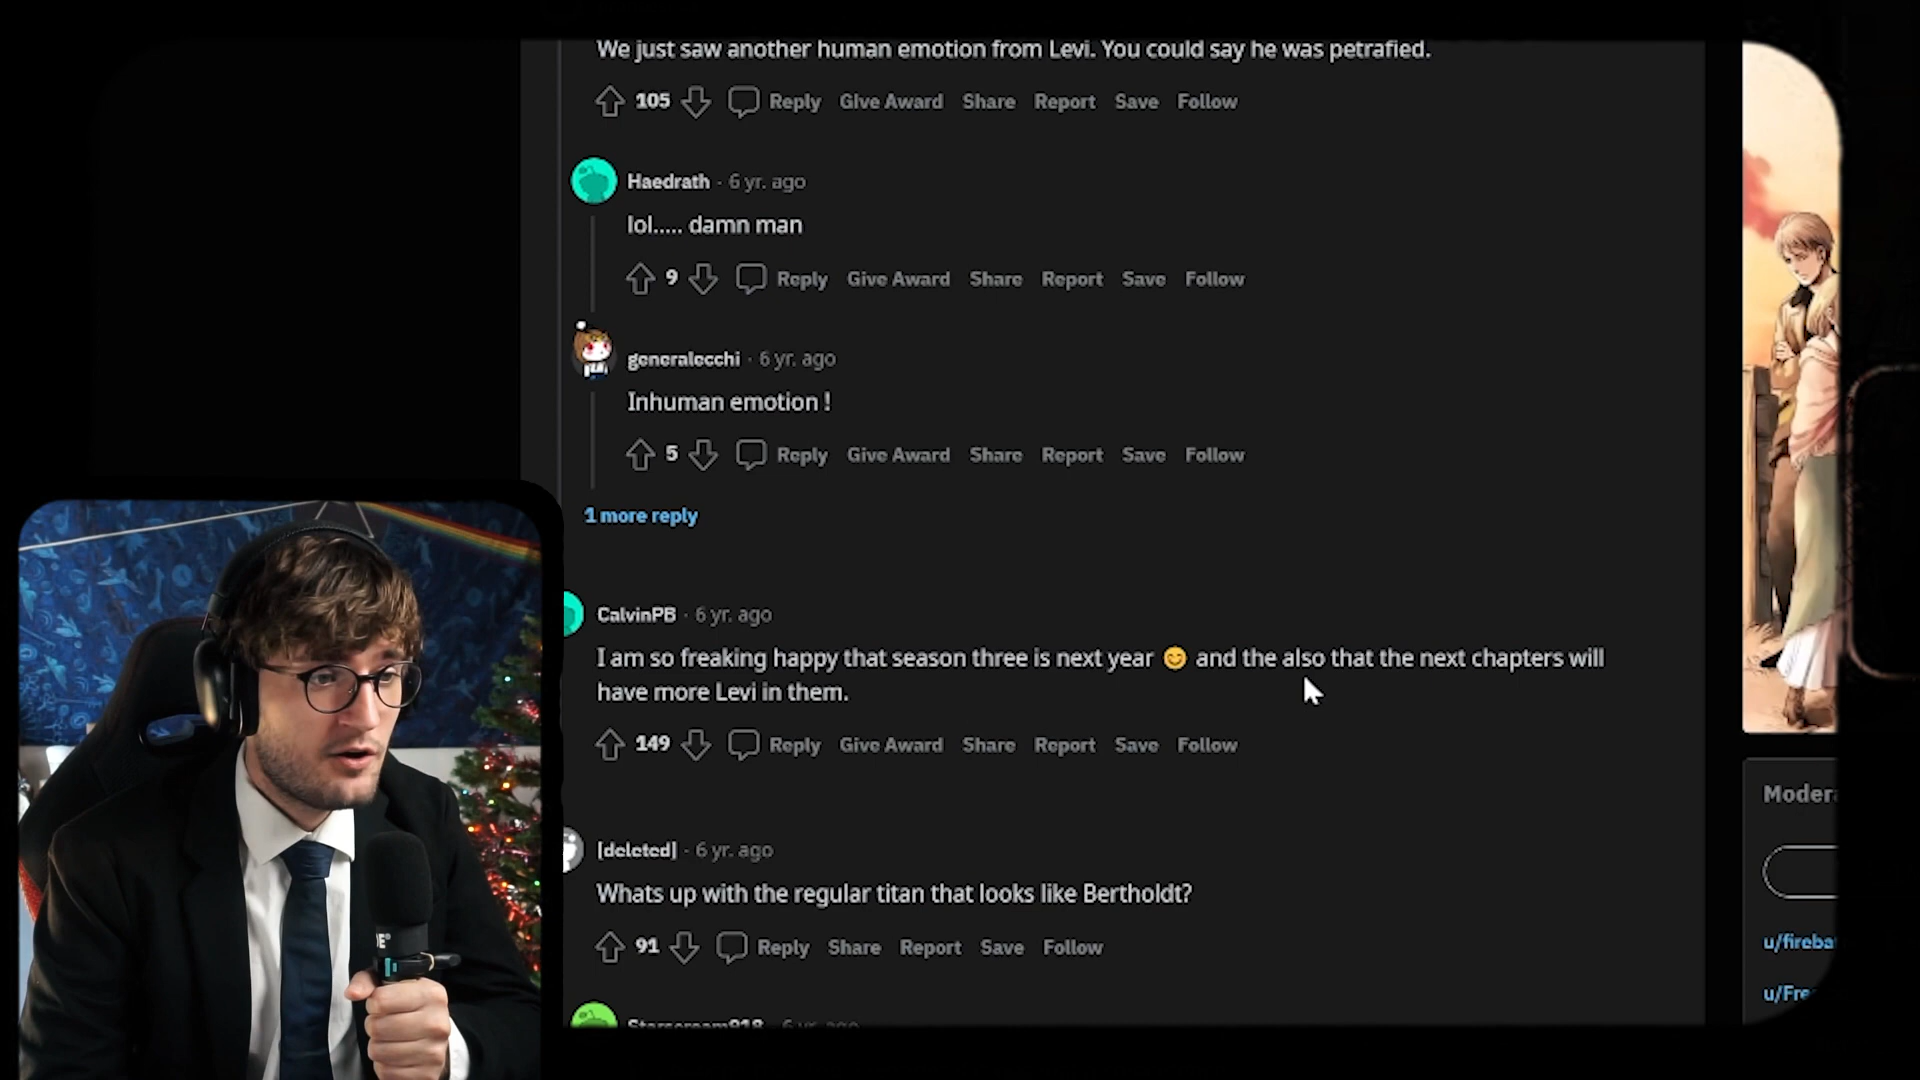 We just saw another human emotion from Levi. You could say he was petrafied.
105 Reply Give Award Share Report Save Follow
Haedrath · 6 yr. ago
lol..... damn man
9 Reply Give Award Share Report Save Follow
generalecchi · 6 yr. ago
Inhuman emotion !
5 Reply Give Award Share Report Save Follow
1 more reply
CalvinPB · 6 yr. ago
I am so freaking happy that season three is next year 😊 and the also that the next chapters will
have more Levi in them.
149 Reply Give Award Share Report Save Follow
Modera
[deleted] · 6 yr. ago
Whats up with the regular titan that looks like Bertholdt?
91 Reply Share Report Save Follow
u/fireba
u/Fre
Starscream918 · 6 yr. ago